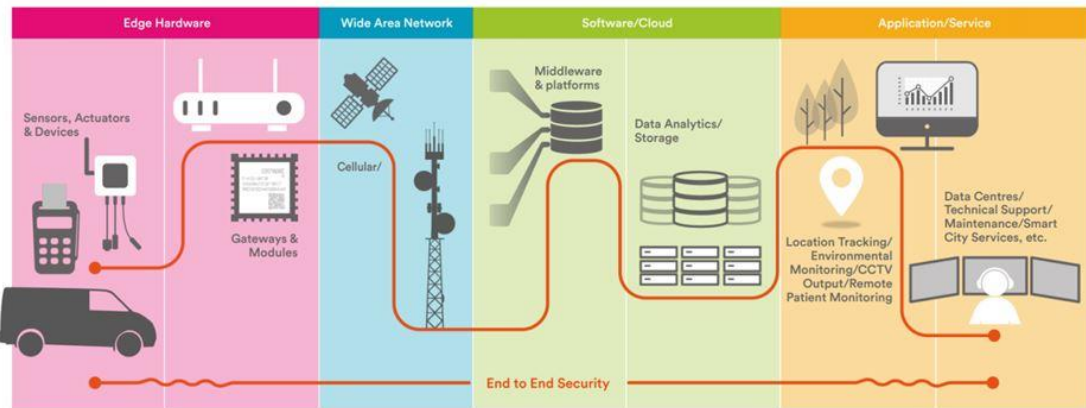 Edge Hardware
Wide Area Network
Software/Cloud
Application/Service
Sensors, Actuators
& Devices
Gateways &
Modules
Cellular/
Middleware
& platforms
Data Analytics/
Storage
Location Tracking/
Environmental
Monitoring/CCTV
Output/Remote
Patient Monitoring
Data Centres/
Technical Support/
Maintenance/Smart
City Services, etc.
End to End Security